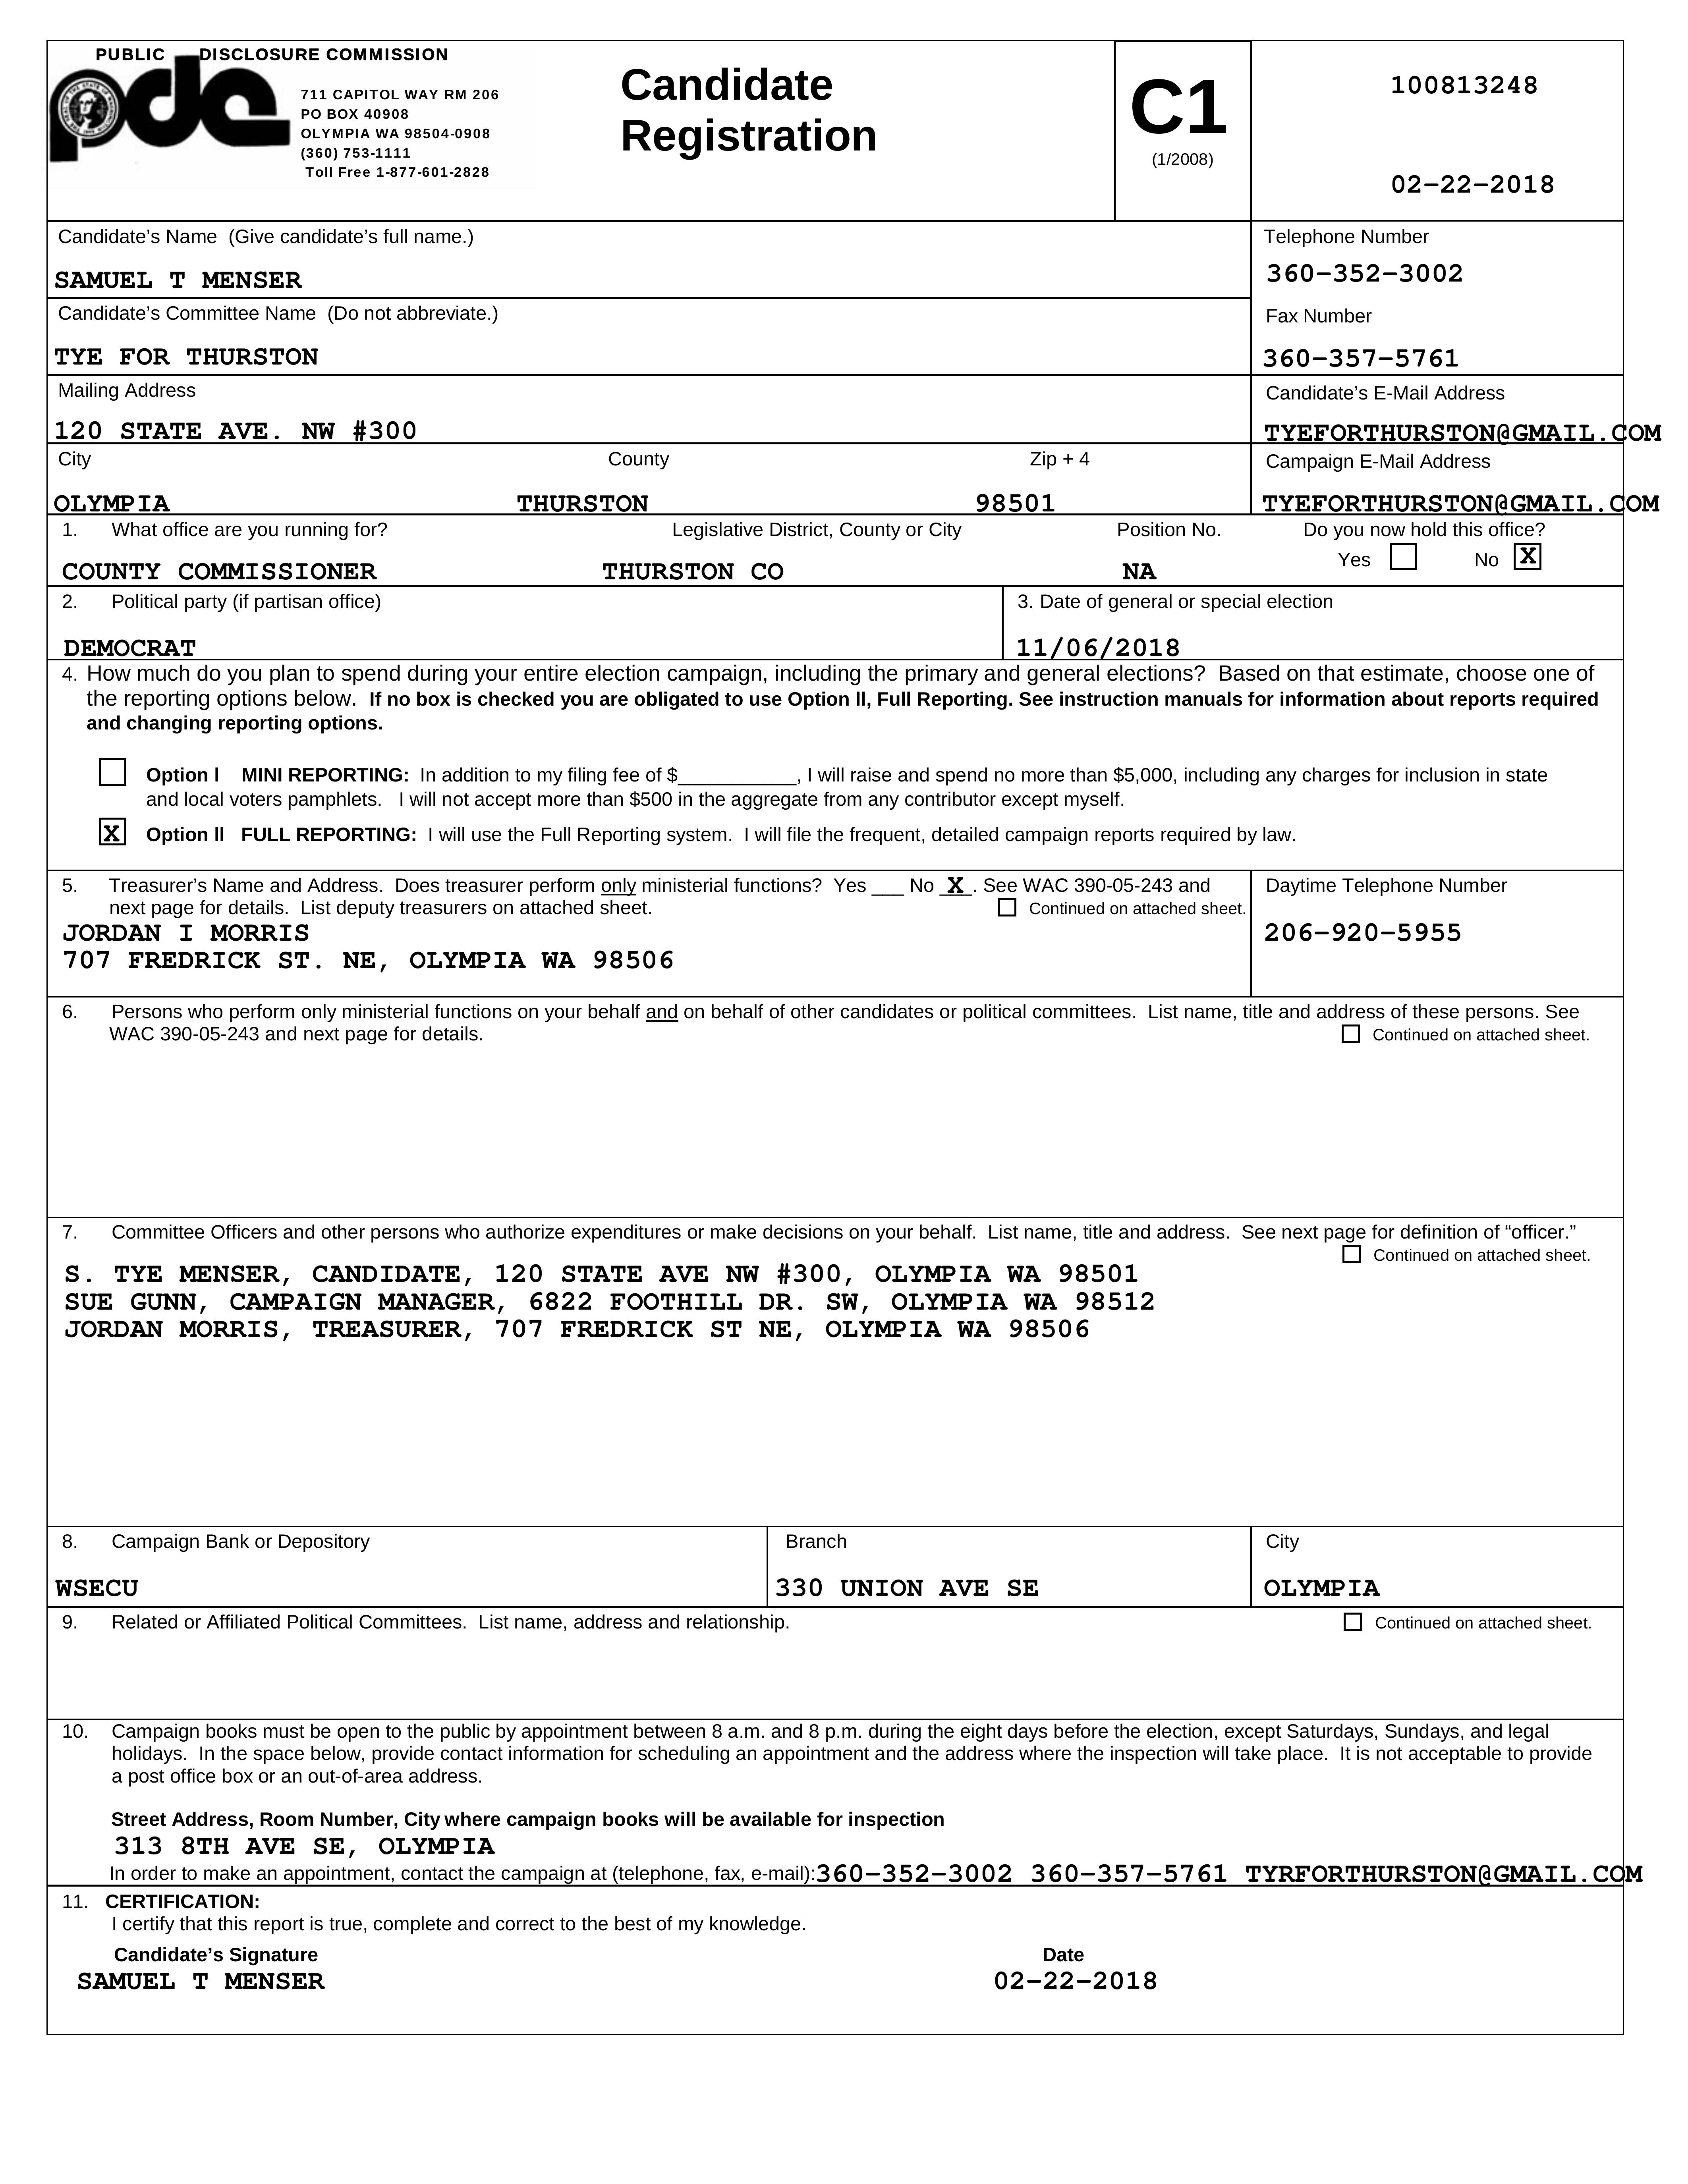 PUBLIC DISCLOSURE COMMISSION
pdc
711 CAPITOL WAY RM 206
PO BOX 40908
OLYMPIA WA 98504-0908
(360) 753-1111
Toll Free 1-877-601-2828
Candidate
Registration
C1
(1/2008)
100813248
02-22-2018
Candidate's Name (Give candidate's full name.)
SAMUEL T MENSER
Telephone Number
360-352-3002
Candidate's Committee Name (Do not abbreviate.)
TYE FOR THURSTON
Fax Number
360-357-5761
Mailing Address
120 STATE AVE. NW #300
Candidate's E-Mail Address
TYEFORTHURSTON@GMAIL.COM
City County Zip + 4
OLYMPIA THURSTON 98501
Campaign E-Mail Address
TYEFORTHURSTON@GMAIL.COM
1. What office are you running for? Legislative District, County or City Position No. Do you now hold this office?
Yes No X
COUNTY COMMISSIONER THURSTON CO NA
2. Political party (if partisan office)
DEMOCRAT
3. Date of general or special election
11/06/2018
4. How much do you plan to spend during your entire election campaign, including the primary and general elections? Based on that estimate, choose one of
the reporting options below. If no box is checked you are obligated to use Option ll, Full Reporting. See instruction manuals for information about reports required
and changing reporting options.
Option l MINI REPORTING: In addition to my filing fee of $___________, I will raise and spend no more than $5,000, including any charges for inclusion in state
and local voters pamphlets. I will not accept more than $500 in the aggregate from any contributor except myself.
X Option ll FULL REPORTING: I will use the Full Reporting system. I will file the frequent, detailed campaign reports required by law.
5. Treasurer's Name and Address. Does treasurer perform only ministerial functions? Yes ___ No _X_. See WAC 390-05-243 and
next page for details. List deputy treasurers on attached sheet. Continued on attached sheet.
JORDAN I MORRIS
707 FREDRICK ST. NE, OLYMPIA WA 98506
Daytime Telephone Number
206-920-5955
6. Persons who perform only ministerial functions on your behalf and on behalf of other candidates or political committees. List name, title and address of these persons. See
WAC 390-05-243 and next page for details. Continued on attached sheet.
7. Committee Officers and other persons who authorize expenditures or make decisions on your behalf. List name, title and address. See next page for definition of “officer.”
Continued on attached sheet.
S. TYE MENSER, CANDIDATE, 120 STATE AVE NW #300, OLYMPIA WA 98501
SUE GUNN, CAMPAIGN MANAGER, 6822 FOOTHILL DR. SW, OLYMPIA WA 98512
JORDAN MORRIS, TREASURER, 707 FREDRICK ST NE, OLYMPIA WA 98506
8. Campaign Bank or Depository
WSECU
Branch
330 UNION AVE SE
City
OLYMPIA
9. Related or Affiliated Political Committees. List name, address and relationship. Continued on attached sheet.
10. Campaign books must be open to the public by appointment between 8 a.m. and 8 p.m. during the eight days before the election, except Saturdays, Sundays, and legal
holidays. In the space below, provide contact information for scheduling an appointment and the address where the inspection will take place. It is not acceptable to provide
a post office box or an out-of-area address.
Street Address, Room Number, City where campaign books will be available for inspection
313 8TH AVE SE, OLYMPIA
In order to make an appointment, contact the campaign at (telephone, fax, e-mail):360-352-3002 360-357-5761 TYRFORTHURSTON@GMAIL.COM
11. CERTIFICATION:
I certify that this report is true, complete and correct to the best of my knowledge.
Candidate's Signature Date
SAMUEL T MENSER 02-22-2018